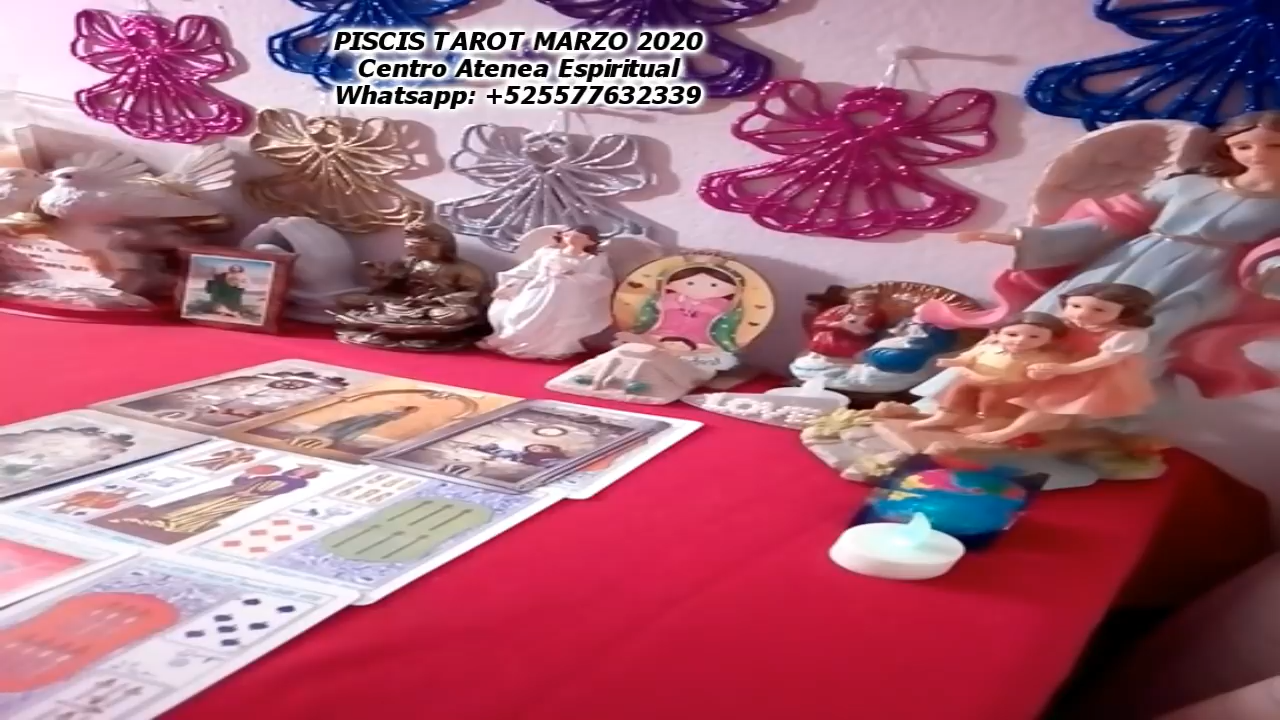 PISCIS TAROT MARZO 2020
Centro Atenea Espiritual
Whatsapp: +525577632339
LOVE